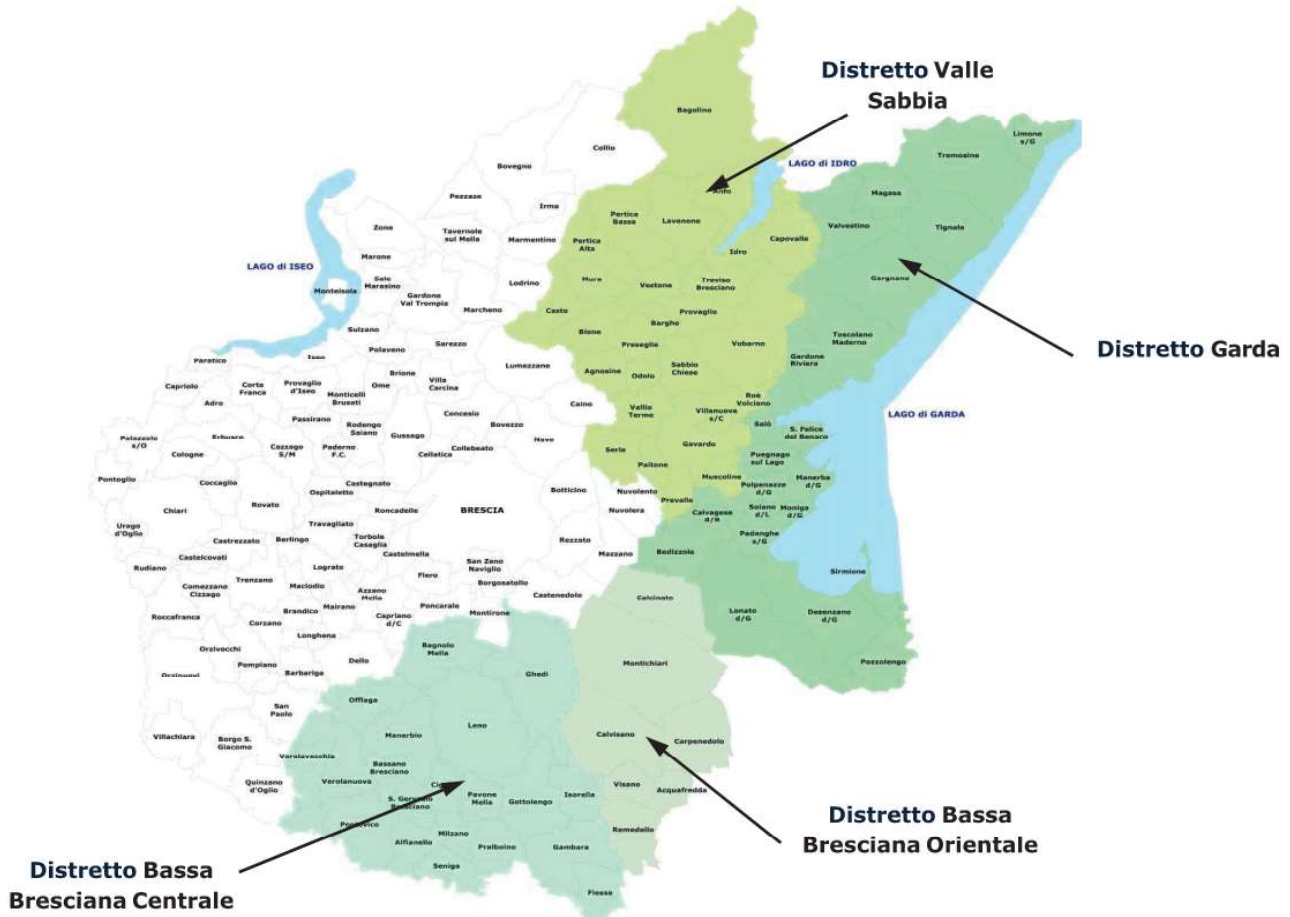 Distretto Valle
Sabbia
Bagolino
Limone
s/G
Collio
Tremosine
Bovegno
LAGO di IDRO
Magasa
Anfo
Pezzaze
Irma
Pertica
Bassa
Lavenone
Valvestino
Tignale
Zone
Tavernole
sul Mella
Marmentino
Pertica
Alta
Capovalle
Idro
Marone
LAGO di ISEO
Sale
Marasino
Lodrino
Mura
Vestone
Treviso
Bresciano
Gargnano
Monteisola
Gardone
Val Trompia
Marcheno
Casto
Provaglio
Barghe
Sulzano
Bione
Toscolano
Maderno
Sarezzo
Preseglie
Vobarno
Polaveno
Distretto Garda
Iseo
Paratico
Lumezzane
Sabbio
Chiese
Gardone
Riviera
Brione
Agnosine
Odolo
Capriolo
Corte
Franca
Provaglio
d'Iseo
Ome
Villa
Carcina
Monticelli
Brusati
Adro
Caino
Roè
Volciano
Concesio
Vallio
Terme
Villanuova
s/C
LAGO di GARDA
Passirano
Bovezzo
Salò
S. Felice
del Benaco
Rodengo
Saiano
Gussago
Palazzolo
s/O
Erbusco
Nave
Gavardo
Cazzago
S/M
Paderno
F.C.
Collebeato
Cellatica
Serle
Puegnago
sul Lago
Cologne
Paitone
Pontoglio
Coccaglio
Castegnato
Muscoline
Manerba
d/G
Polpenazze
d/G
Botticino
Nuvolento
Ospitaletto
Prevalle
Rovato
Chiari
Roncadelle
BRESCIA
Nuvolera
Calvagese
d/R
Soiano
d/L
Moniga
d/G
Urago
d'Oglio
Travagliato
Castrezzato
Berlingo
Torbole
Casaglia
Rezzato
Padenghe
s/G
Castelmella
Mazzano
Bedizzole
Castelcovati
San Zeno
Naviglio
Rudiano
Lograto
Flero
Sirmione
Trenzano
Comezzano
Cizzago
Maclodio
Azzano
Mella
Borgosatollo
Castenedolo
Calcinato
Poncarale
Brandico
Mairano
Montirone
Lonato
d/G
Desenzano
d/G
Roccafranca
Capriano
d/C
Corzano
Longhena
Orzivecchi
Bagnolo
Mella
Dello
Pompiano
Montichiari
Pozzolengo
Orzinuovi
Barbariga
Ghedi
Offlaga
San
Paolo
Leno
Villachiara
Borgo S.
Giacomo
Manerbio
Calvisano
Carpenedolo
Verolavecchia
Bassano
Bresciano
Quinzano
d'Oglio
Verolanuova
Visano
Acquafredda
S. Gervasio
Bresciano
Pavone
Mella
Gottolengo
Isorella
Distretto Bassa
Bresciana Orientale
Pontevico
Milzano
Remedello
Alfianello
Pralboino
Gambara
Seniga
Distretto Bassa
Bresciana Centrale
Fiesse